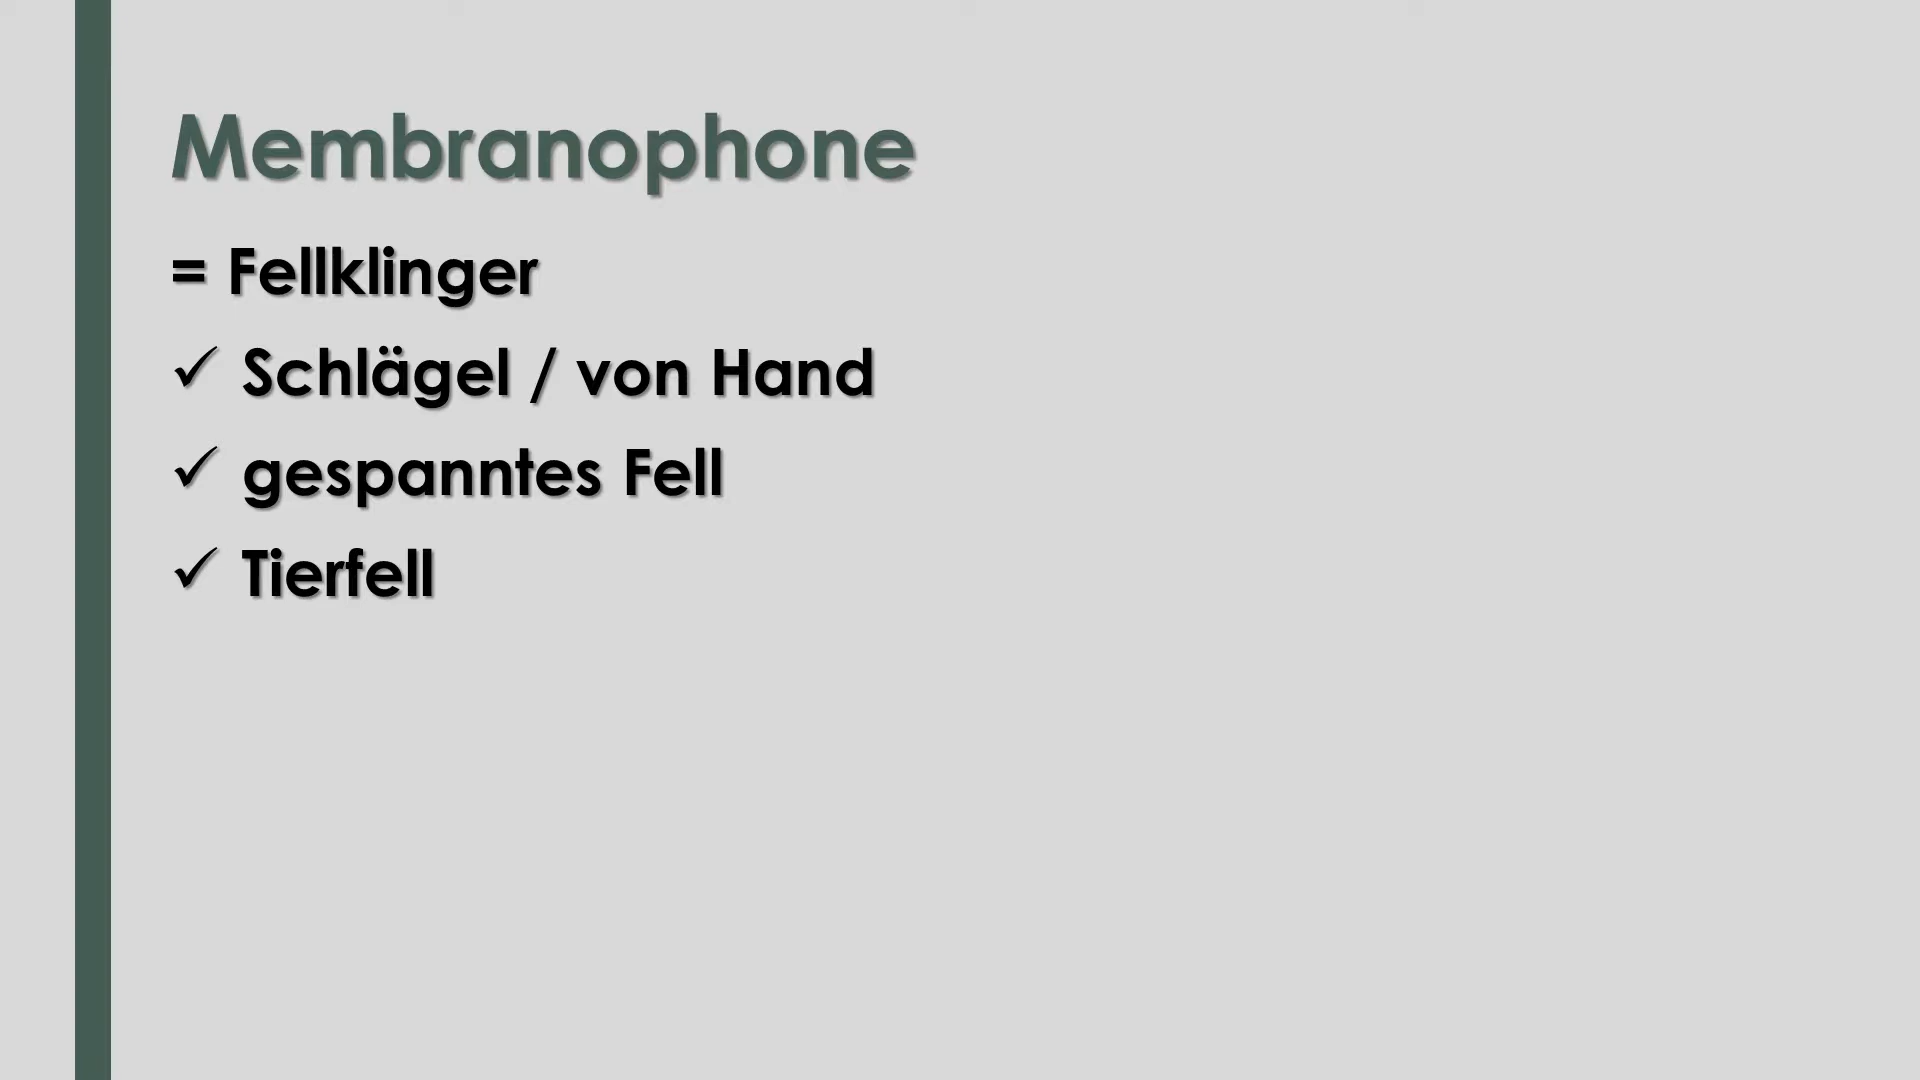 Membranophone
= Fellklinger
✓ Schlägel / von Hand
✓ gespanntes Fell
✓ Tierfell